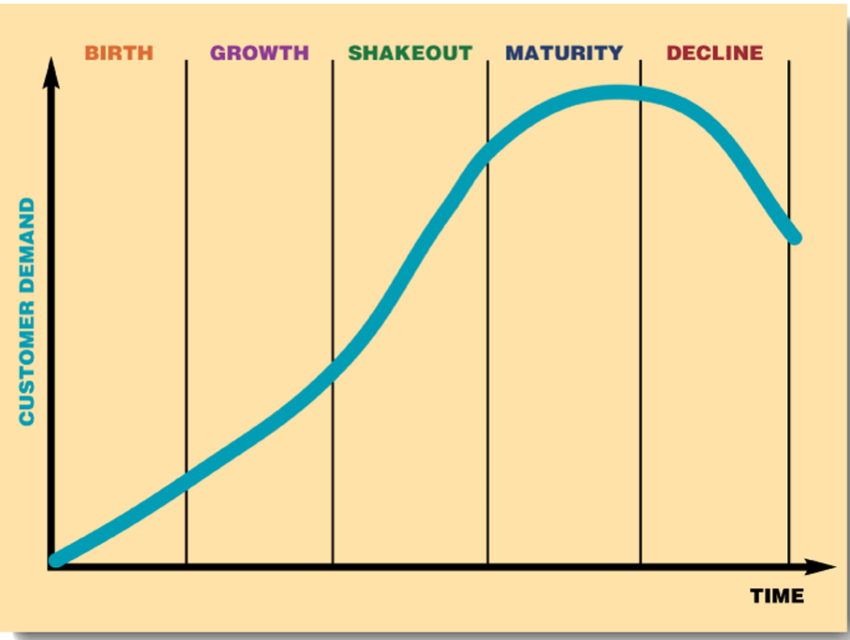 BIRTH
GROWTH
SHAKEOUT
MATURITY
DECLINE
CUSTOMER DEMAND
TIME